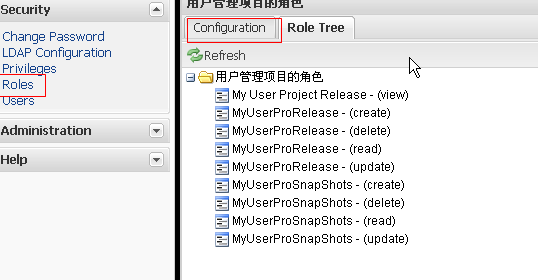 Security
Change Password
LDAP Configuration
Privileges
Roles
Users
Administration
Help
用户管理项目的角色
Configuration
Role Tree
Refresh
用户管理项目的角色
My User Project Release - (view)
MyUserProRelease - (create)
MyUserProRelease - (delete)
MyUserProRelease - (read)
MyUserProRelease - (update)
MyUserProSnapShots - (create)
MyUserProSnapShots - (delete)
MyUserProSnapShots - (read)
MyUserProSnapShots - (update)